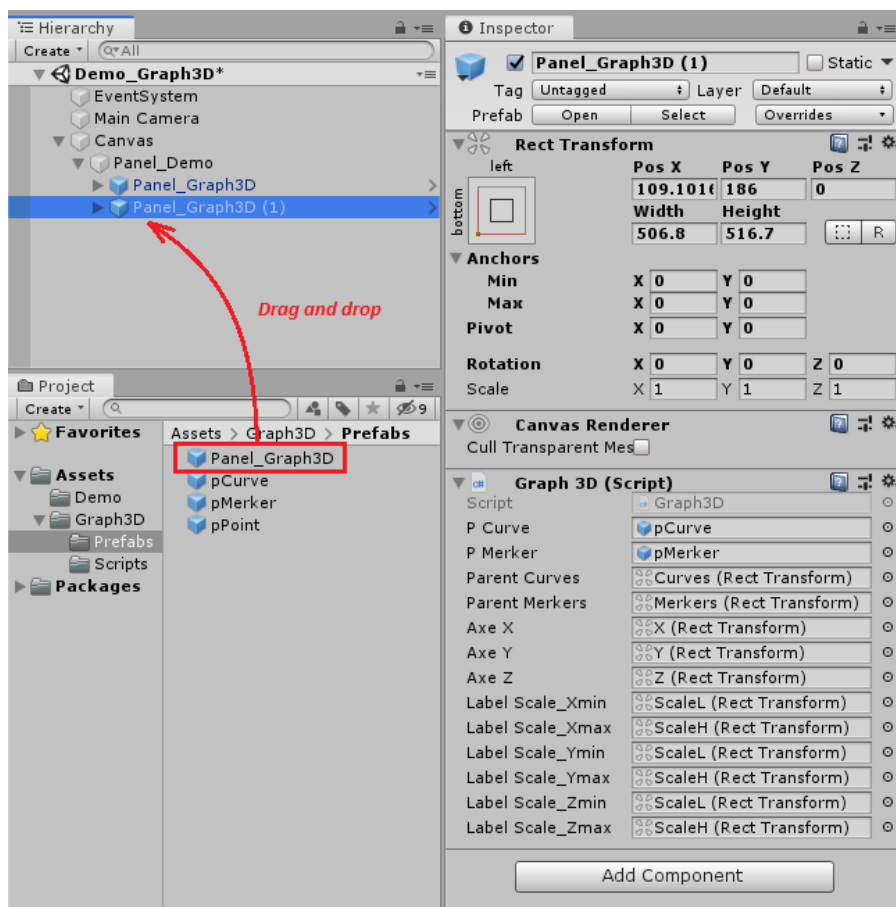 Hierarchy
Create
All
Demo_Graph3D*
EventSystem
Main Camera
Canvas
Panel_Demo
Panel_Graph3D
Panel_Graph3D (1)
Drag and drop
Project
Create
9
Favorites
Assets
Demo
Graph3D
Prefabs
Scripts
Packages
Assets > Graph3D > Prefabs
Panel_Graph3D
pCurve
pMerker
pPoint
Inspector
Panel_Graph3D (1)
Static
Tag Untagged Layer Default
Prefab Open Select Overrides
Rect Transform
left
bottom
Pos X Pos Y Pos Z
109.1016 186 0
Width Height
506.8 516.7
R
Anchors
Min X 0 Y 0
Max X 0 Y 0
Pivot X 0 Y 0
Rotation X 0 Y 0 Z 0
Scale X 1 Y 1 Z 1
Canvas Renderer
Cull Transparent Mes
Graph 3D (Script)
Script Graph3D
P Curve pCurve
P Merker pMerker
Parent Curves Curves (Rect Transform)
Parent Merkers Merkers (Rect Transform)
Axe X X (Rect Transform)
Axe Y Y (Rect Transform)
Axe Z Z (Rect Transform)
Label Scale_Xmin ScaleL (Rect Transform)
Label Scale_Xmax ScaleH (Rect Transform)
Label Scale_Ymin ScaleL (Rect Transform)
Label Scale_Ymax ScaleH (Rect Transform)
Label Scale_Zmin ScaleL (Rect Transform)
Label Scale_Zmax ScaleH (Rect Transform)
Add Component